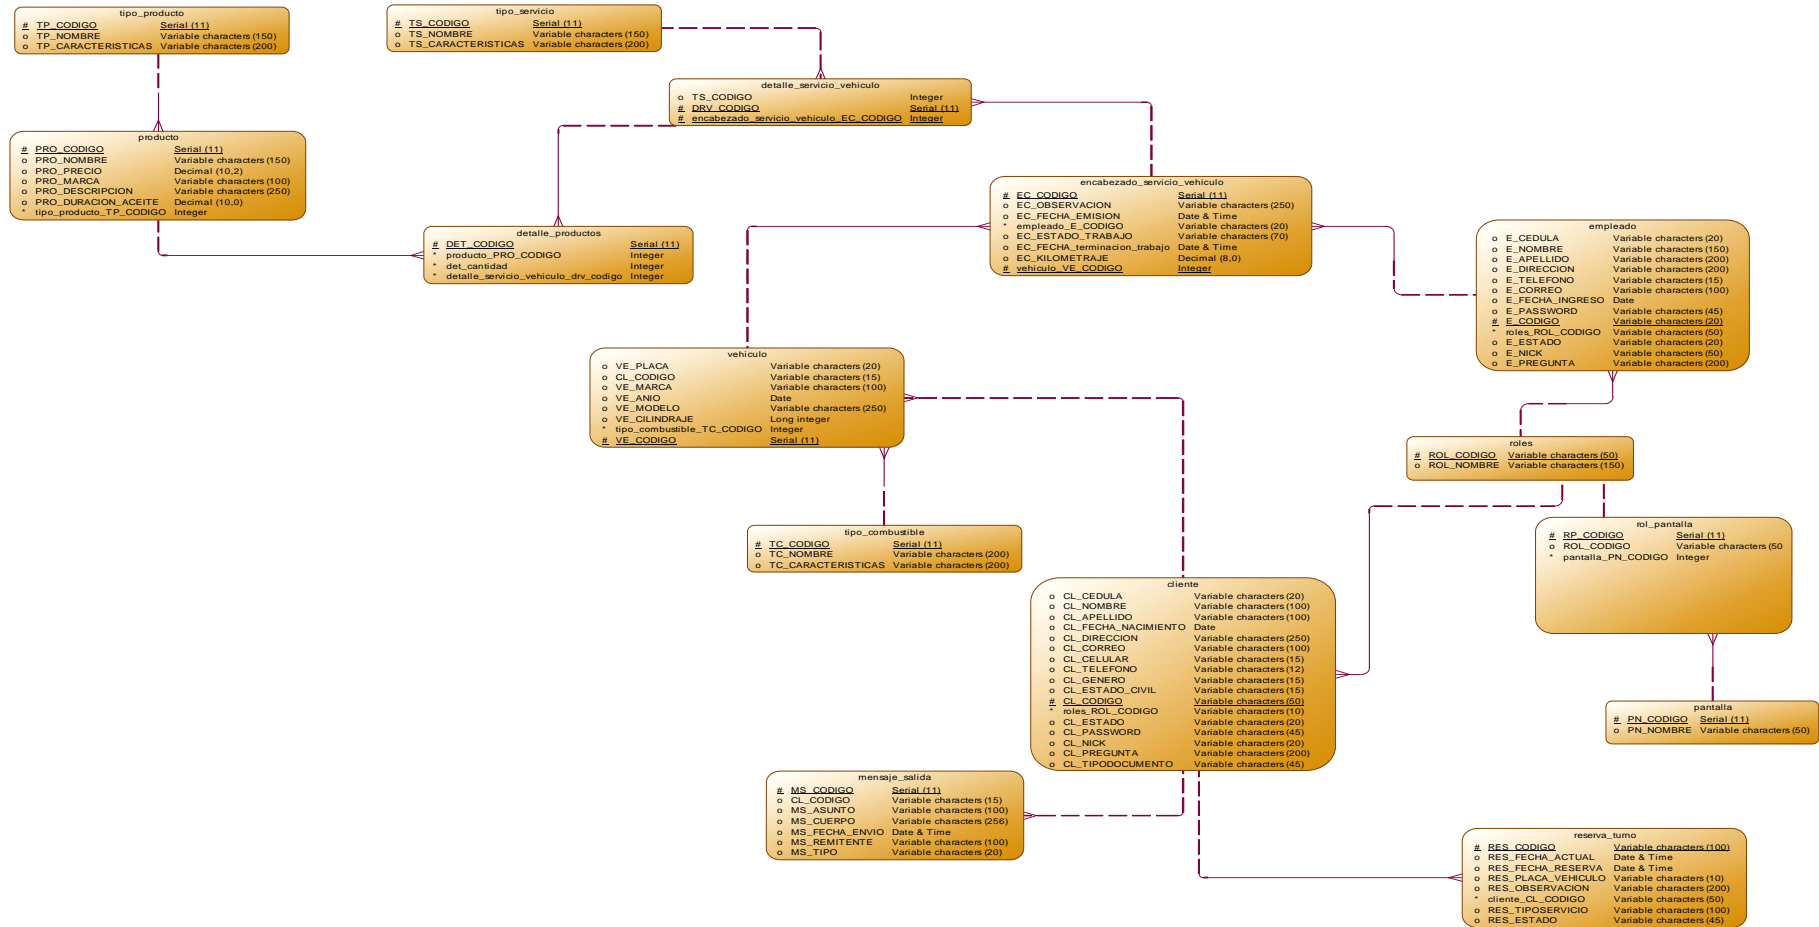 tipo_producto
# TP_CODIGO Serial (11)
o TP_NOMBRE Variable characters (150)
o TP_CARACTERISTICAS Variable characters (200)
tipo_servicio
# TS_CODIGO Serial (11)
o TS_NOMBRE Variable characters (150)
o TS_CARACTERISTICAS Variable characters (200)
detalle_servicio_vehiculo
o TS_CODIGO Integer
# DRV_CODIGO Serial (11)
# encabezado_servicio_vehiculo_EC_CODIGO Integer
producto
# PRO_CODIGO Serial (11)
o PRO_NOMBRE Variable characters (150)
o PRO_PRECIO Decimal (10,2)
o PRO_MARCA Variable characters (100)
o PRO_DESCRIPCION Variable characters (250)
o PRO_DURACION_ACEITE Decimal (10,0)
* tipo_producto_TP_CODIGO Integer
encabezado_servicio_vehiculo
# EC_CODIGO Serial (11)
o EC_OBSERVACION Variable characters (250)
o EC_FECHA_EMISION Date & Time
* empleado_E_CODIGO Variable characters (20)
o EC_ESTADO_TRABAJO Variable characters (70)
o EC_FECHA_terminacion_trabajo Date & Time
o EC_KILOMETRAJE Decimal (8,0)
# vehiculo_VE_CODIGO Integer
detalle_productos
# DET_CODIGO Serial (11)
* producto_PRO_CODIGO Integer
* det_cantidad Integer
* detalle_servicio_vehiculo_drv_codigo Integer
empleado
o E_CEDULA Variable characters (20)
o E_NOMBRE Variable characters (150)
o E_APELLIDO Variable characters (200)
o E_DIRECCION Variable characters (200)
o E_TELEFONO Variable characters (15)
o E_CORREO Variable characters (100)
o E_FECHA_INGRESO Date
o E_PASSWORD Variable characters (45)
# E_CODIGO Variable characters (20)
* roles_ROL_CODIGO Variable characters (50)
o E_ESTADO Variable characters (20)
o E_NICK Variable characters (50)
o E_PREGUNTA Variable characters (200)
vehiculo
o VE_PLACA Variable characters (20)
o CL_CODIGO Variable characters (15)
o VE_MARCA Variable characters (100)
o VE_ANIO Date
o VE_MODELO Variable characters (250)
o VE_CILINDRAJE Long integer
* tipo_combustible_TC_CODIGO Integer
# VE_CODIGO Serial (11)
roles
# ROL_CODIGO Variable characters (50)
o ROL_NOMBRE Variable characters (150)
tipo_combustible
# TC_CODIGO Serial (11)
o TC_NOMBRE Variable characters (200)
o TC_CARACTERISTICAS Variable characters (200)
rol_pantalla
# RP_CODIGO Serial (11)
o ROL_CODIGO Variable characters (50
* pantalla_PN_CODIGO Integer
cliente
o CL_CEDULA Variable characters (20)
o CL_NOMBRE Variable characters (100)
o CL_APELLIDO Variable characters (100)
o CL_FECHA_NACIMIENTO Date
o CL_DIRECCION Variable characters (250)
o CL_CORREO Variable characters (100)
o CL_CELULAR Variable characters (15)
o CL_TELEFONO Variable characters (12)
o CL_GENERO Variable characters (15)
o CL_ESTADO_CIVIL Variable characters (15)
# CL_CODIGO Variable characters (50)
* roles_ROL_CODIGO Variable characters (10)
o CL_ESTADO Variable characters (20)
o CL_PASSWORD Variable characters (45)
o CL_NICK Variable characters (20)
o CL_PREGUNTA Variable characters (200)
o CL_TIPODOCUMENTO Variable characters (45)
pantalla
# PN_CODIGO Serial (11)
o PN_NOMBRE Variable characters (50)
mensaje_salida
# MS_CODIGO Serial (11)
o CL_CODIGO Variable characters (15)
o MS_ASUNTO Variable characters (100)
o MS_CUERPO Variable characters (256)
o MS_FECHA_ENVIO Date & Time
o MS_REMITENTE Variable characters (100)
o MS_TIPO Variable characters (20)
reserva_turno
# RES_CODIGO Variable characters (100)
o RES_FECHA_ACTUAL Date & Time
o RES_FECHA_RESERVA Date & Time
o RES_PLACA_VEHICULO Variable characters (10)
o RES_OBSERVACION Variable characters (200)
* cliente_CL_CODIGO Variable characters (50)
o RES_TIPOSERVICIO Variable characters (100)
o RES_ESTADO Variable characters (45)